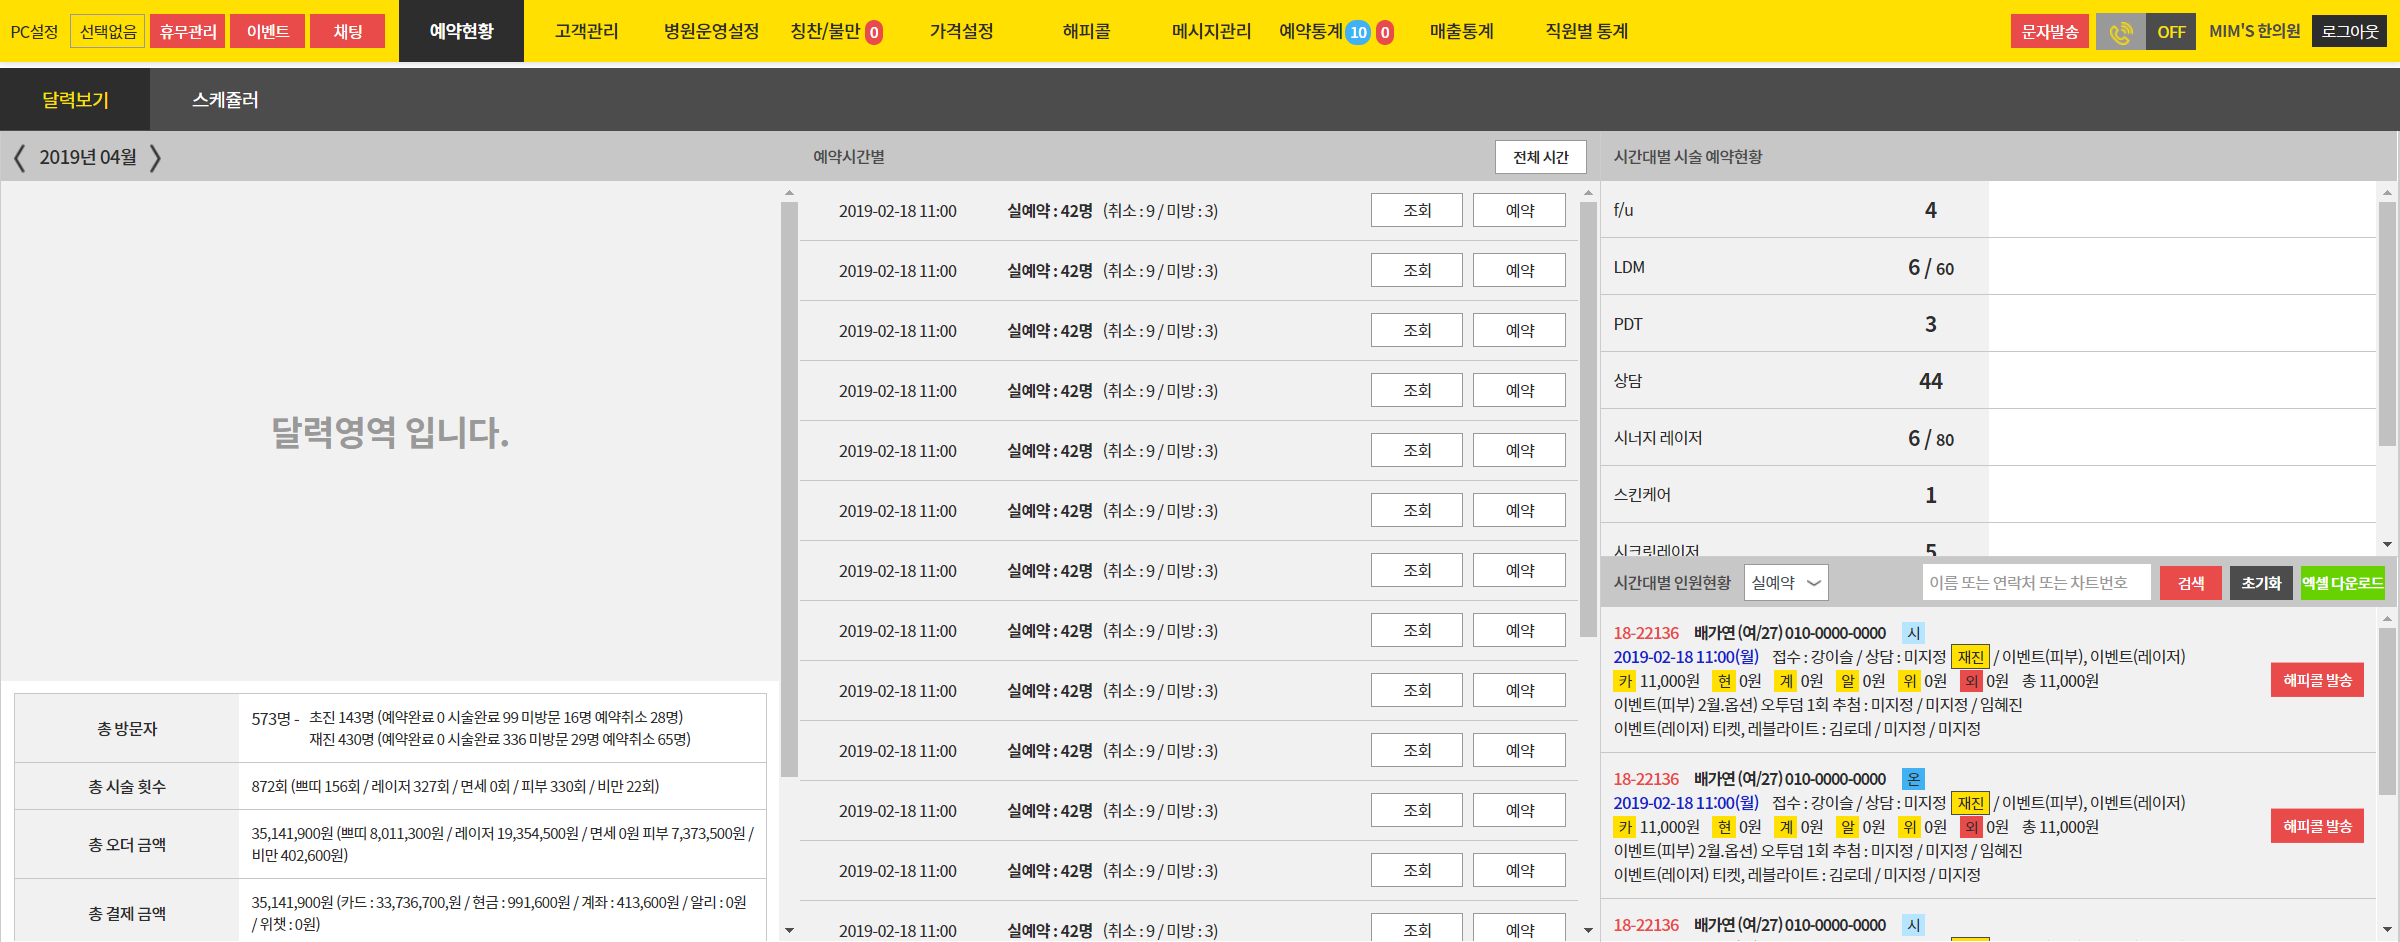 PC설정 선택없음 휴무관리 이벤트 채팅 예약현황 고객관리 병원운영설정 칭찬/불만 0 가격설정 해피콜 메시지관리 예약통계 10 0 매출통계 직원별 통계 문자발송 OFF MIM'S 한의원 로그아웃
달력보기 스케쥴러
2019년 04월
달력영역 입니다.
총 방문자 573명 - 초진 143명 (예약완료 0 시술완료 99 미방문 16명 예약취소 28명)
재진 430명 (예약완료 0 시술완료 336 미방문 29명 예약취소 65명)
총 시술 횟수 872회 (쁘띠 156회 / 레이저 327회 / 면세 0회 / 피부 330회 / 비만 22회)
총 오더 금액 35,141,900원 (쁘띠 8,011,300원 / 레이저 19,354,500원 / 면세 0원 피부 7,373,500원 /
비만 402,600원)
총 결제 금액 35,141,900원 (카드 : 33,736,700,원 / 현금 : 991,600원 / 계좌 : 413,600원 / 알리 : 0원
/ 위챗 : 0원)
예약시간별 전체 시간
2019-02-18 11:00 실예약 : 42명 (취소 : 9 / 미방 : 3) 조회 예약
2019-02-18 11:00 실예약 : 42명 (취소 : 9 / 미방 : 3) 조회 예약
2019-02-18 11:00 실예약 : 42명 (취소 : 9 / 미방 : 3) 조회 예약
2019-02-18 11:00 실예약 : 42명 (취소 : 9 / 미방 : 3) 조회 예약
2019-02-18 11:00 실예약 : 42명 (취소 : 9 / 미방 : 3) 조회 예약
2019-02-18 11:00 실예약 : 42명 (취소 : 9 / 미방 : 3) 조회 예약
2019-02-18 11:00 실예약 : 42명 (취소 : 9 / 미방 : 3) 조회 예약
2019-02-18 11:00 실예약 : 42명 (취소 : 9 / 미방 : 3) 조회 예약
2019-02-18 11:00 실예약 : 42명 (취소 : 9 / 미방 : 3) 조회 예약
2019-02-18 11:00 실예약 : 42명 (취소 : 9 / 미방 : 3) 조회 예약
2019-02-18 11:00 실예약 : 42명 (취소 : 9 / 미방 : 3) 조회 예약
2019-02-18 11:00 실예약 : 42명 (취소 : 9 / 미방 : 3) 조회 예약
2019-02-18 11:00 실예약 : 42명 (취소 : 9 / 미방 : 3) 조회 예약
시간대별 시술 예약현황
f/u 4
LDM 6 / 60
PDT 3
상담 44
시너지 레이저 6 / 80
스킨케어 1
시크릿레이저 5
시간대별 인원현황 실예약 이름 또는 연락처 또는 차트번호 검색 초기화 엑셀 다운로드
18-22136 배가연 (여/27) 010-0000-0000 시
2019-02-18 11:00(월) 접수 : 강이슬 / 상담 : 미지정 재진 / 이벤트(피부), 이벤트(레이저)
카 11,000원 현 0원 계 0원 알 0원 위 0원 외 0원 총 11,000원 해피콜 발송
이벤트(피부) 2월.옵션) 오투덤 1회 추첨 : 미지정 / 미지정 / 임혜진
이벤트(레이저) 티켓, 레블라이트 : 김로데 / 미지정 / 미지정
18-22136 배가연 (여/27) 010-0000-0000 온
2019-02-18 11:00(월) 접수 : 강이슬 / 상담 : 미지정 재진 / 이벤트(피부), 이벤트(레이저)
카 11,000원 현 0원 계 0원 알 0원 위 0원 외 0원 총 11,000원 해피콜 발송
이벤트(피부) 2월.옵션) 오투덤 1회 추첨 : 미지정 / 미지정 / 임혜진
이벤트(레이저) 티켓, 레블라이트 : 김로데 / 미지정 / 미지정
18-22136 배가연 (여/27) 010-0000-0000 시